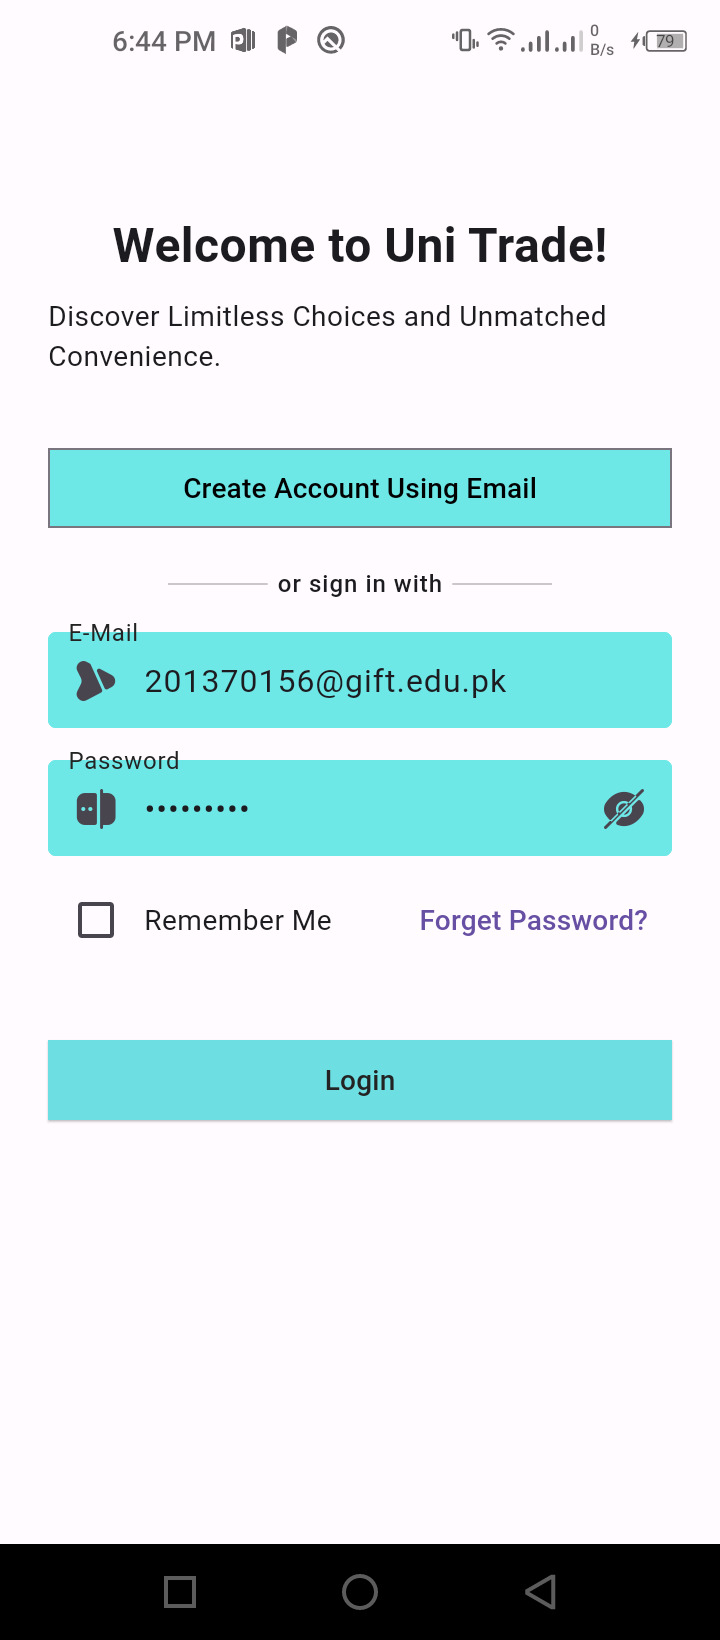 6:44 PM
0
B/s
79
Welcome to Uni Trade!
Discover Limitless Choices and Unmatched
Convenience.
Create Account Using Email
or sign in with
E-Mail
201370156@gift.edu.pk
Password
•••••••••
Remember Me
Forget Password?
Login